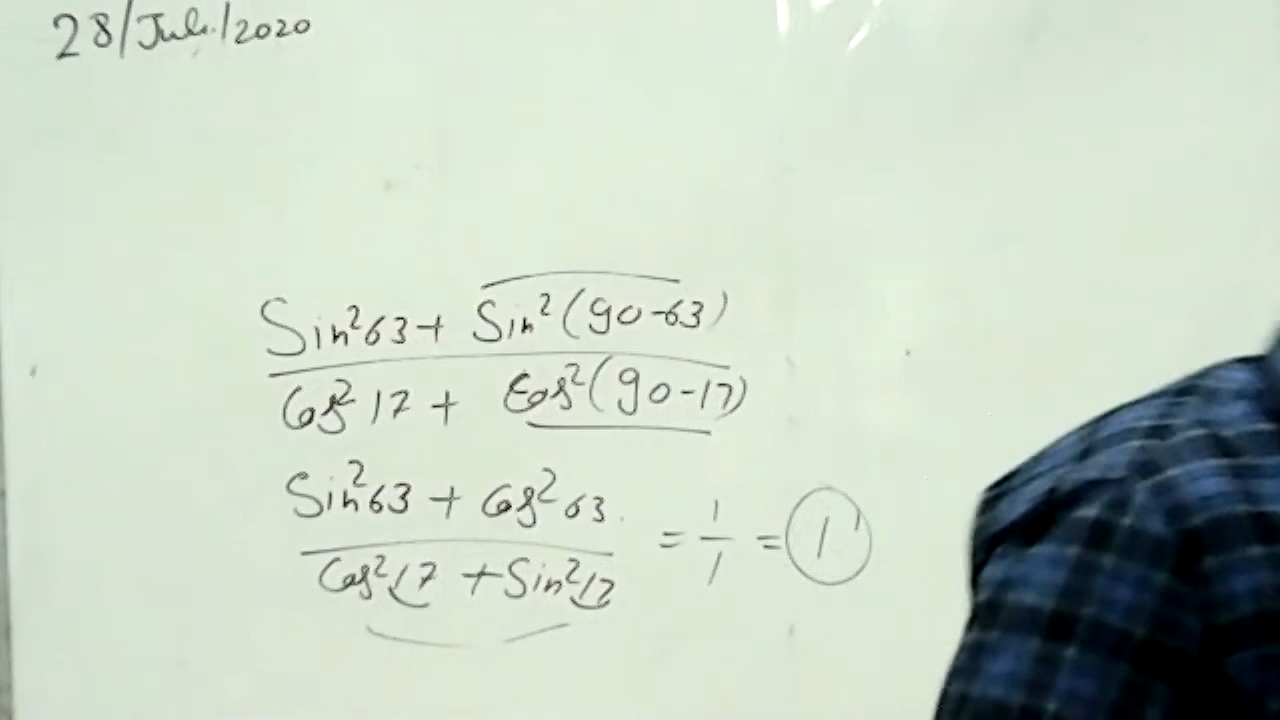 28/Jul./2020
Sin²63 + Sin²(90-63)
Cos²17 + Cos²(90-17)
Sin²63 + Cos²63
= 1/1 = 1
Cos²17 + Sin²17